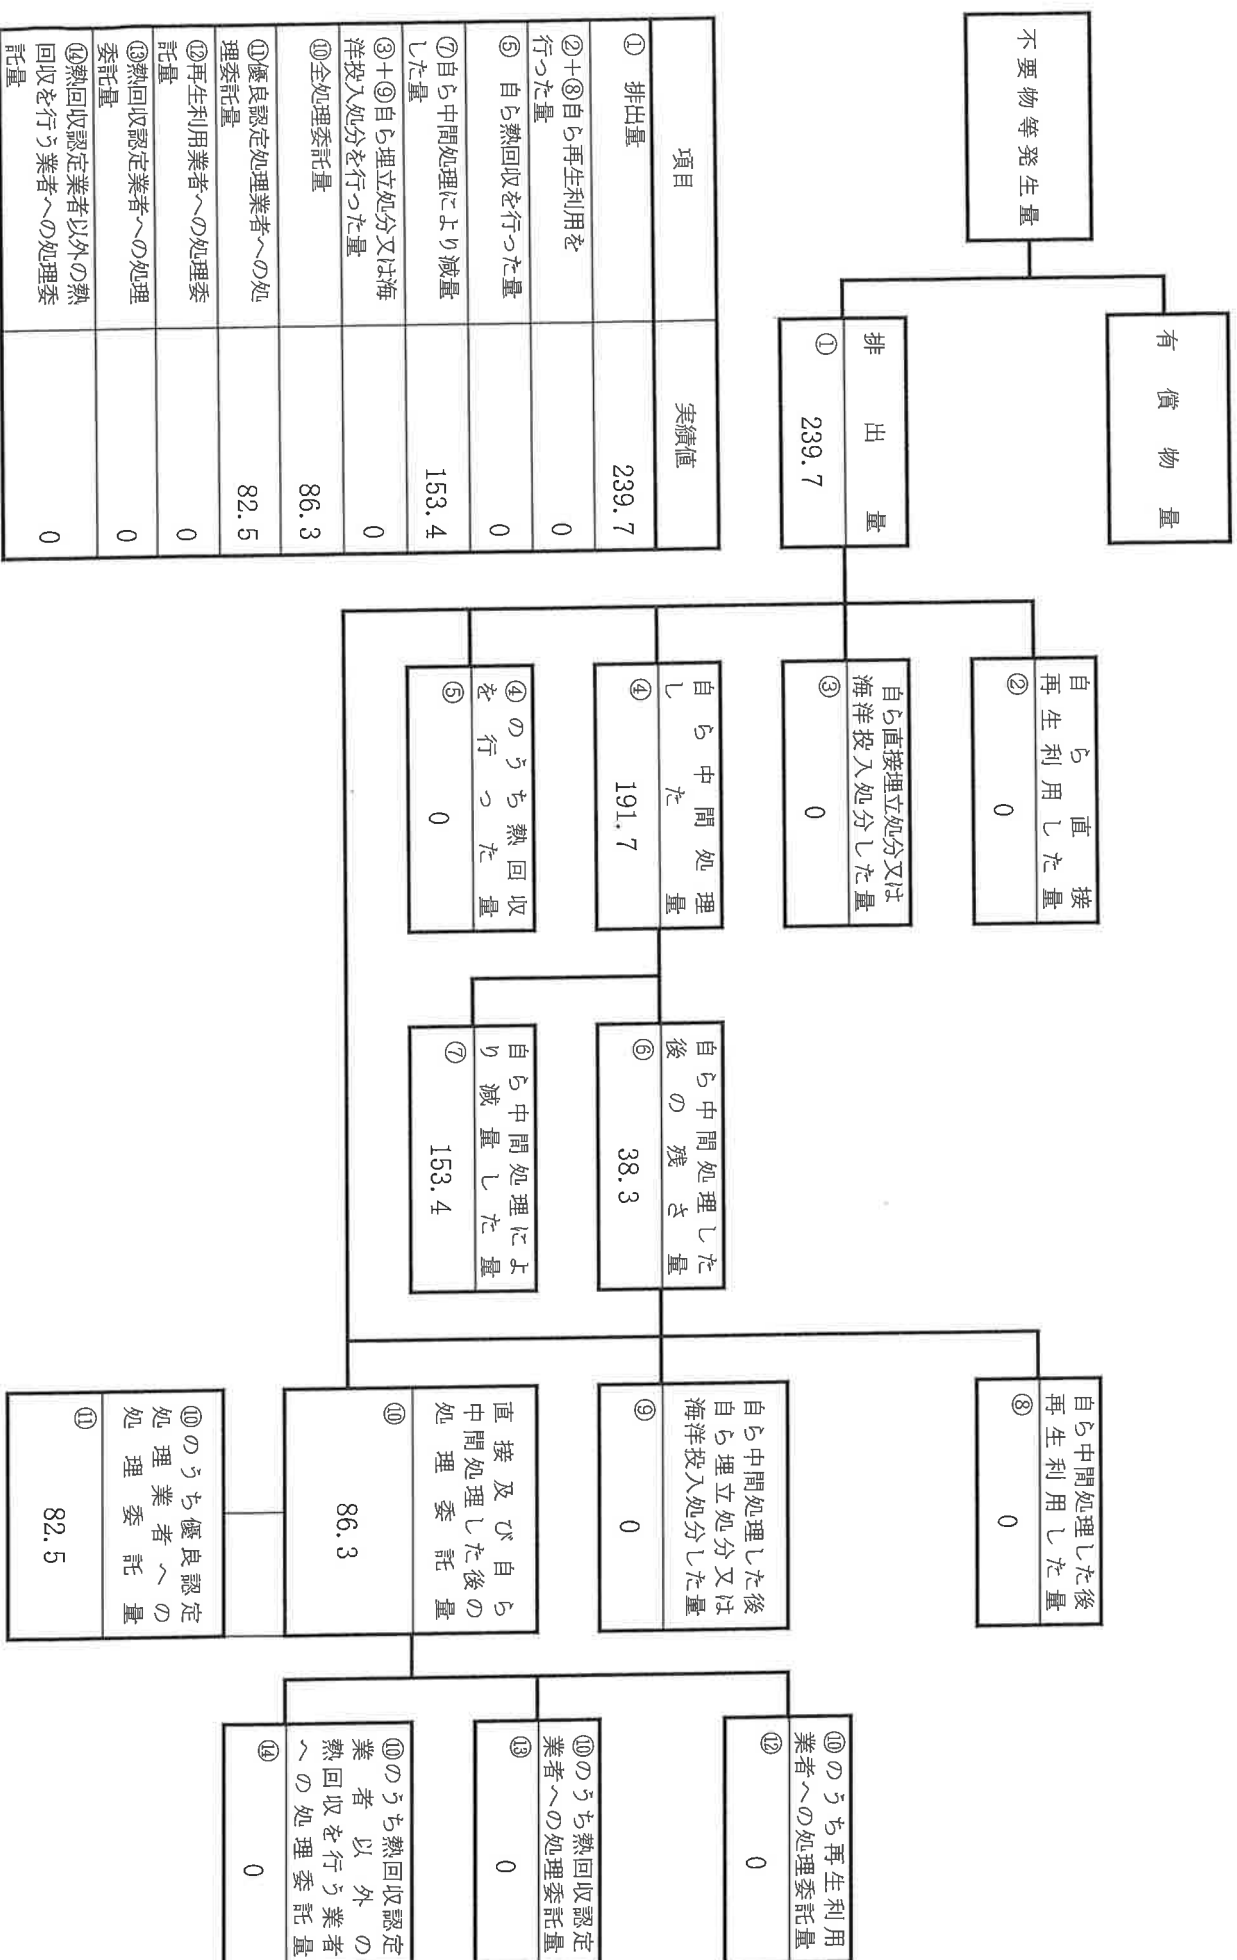 不要物等発生量
有償物量
排出量
① 239.7
自ら直接
再生利用した量
② 0
自ら直接埋立処分又は
海洋投入処分した量
③ 0
自ら中間処理
した量
④ 191.7
④のうち熱回収
を行った量
⑤ 0
自ら中間処理した
後の残さ量
⑥ 38.3
自ら中間処理によ
り減量した量
⑦ 153.4
自ら中間処理した後
再生利用した量
⑧ 0
自ら中間処理した後
自ら埋立処分又は
海洋投入処分した量
⑨ 0
直接及び自ら
中間処理した後の
処理委託量
⑩ 86.3
⑩のうち優良認定
処理業者への
処理委託量
⑪ 82.5
⑩のうち再生利用
業者への処理委託量
⑫ 0
⑩のうち熱回収認定
業者への処理委託量
⑬ 0
⑩のうち熱回収認定
業者以外の
熱回収を行う業者
への処理委託量
⑭ 0
項目 実績値
① 排出量 239.7
②+⑧自ら再生利用を
行った量 0
⑤ 自ら熱回収を行った量 0
⑦自ら中間処理により減量
した量 153.4
③+⑨自ら埋立処分又は海
洋投入処分を行った量 0
⑩全処理委託量 86.3
⑪優良認定処理業者への処
理委託量 82.5
⑫再生利用業者への処理委
託量 0
⑬熱回収認定業者への処理
委託量 0
⑭熱回収認定業者以外の熱
回収を行う業者への処理委
託量 0